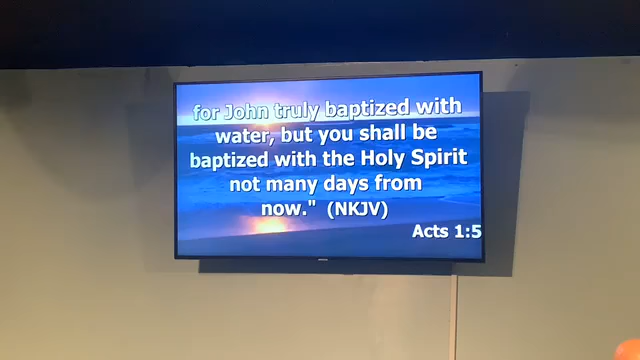 for John truly baptized with
water, but you shall be
baptized with the Holy Spirit
not many days from
now." (NKJV)
Acts 1:5